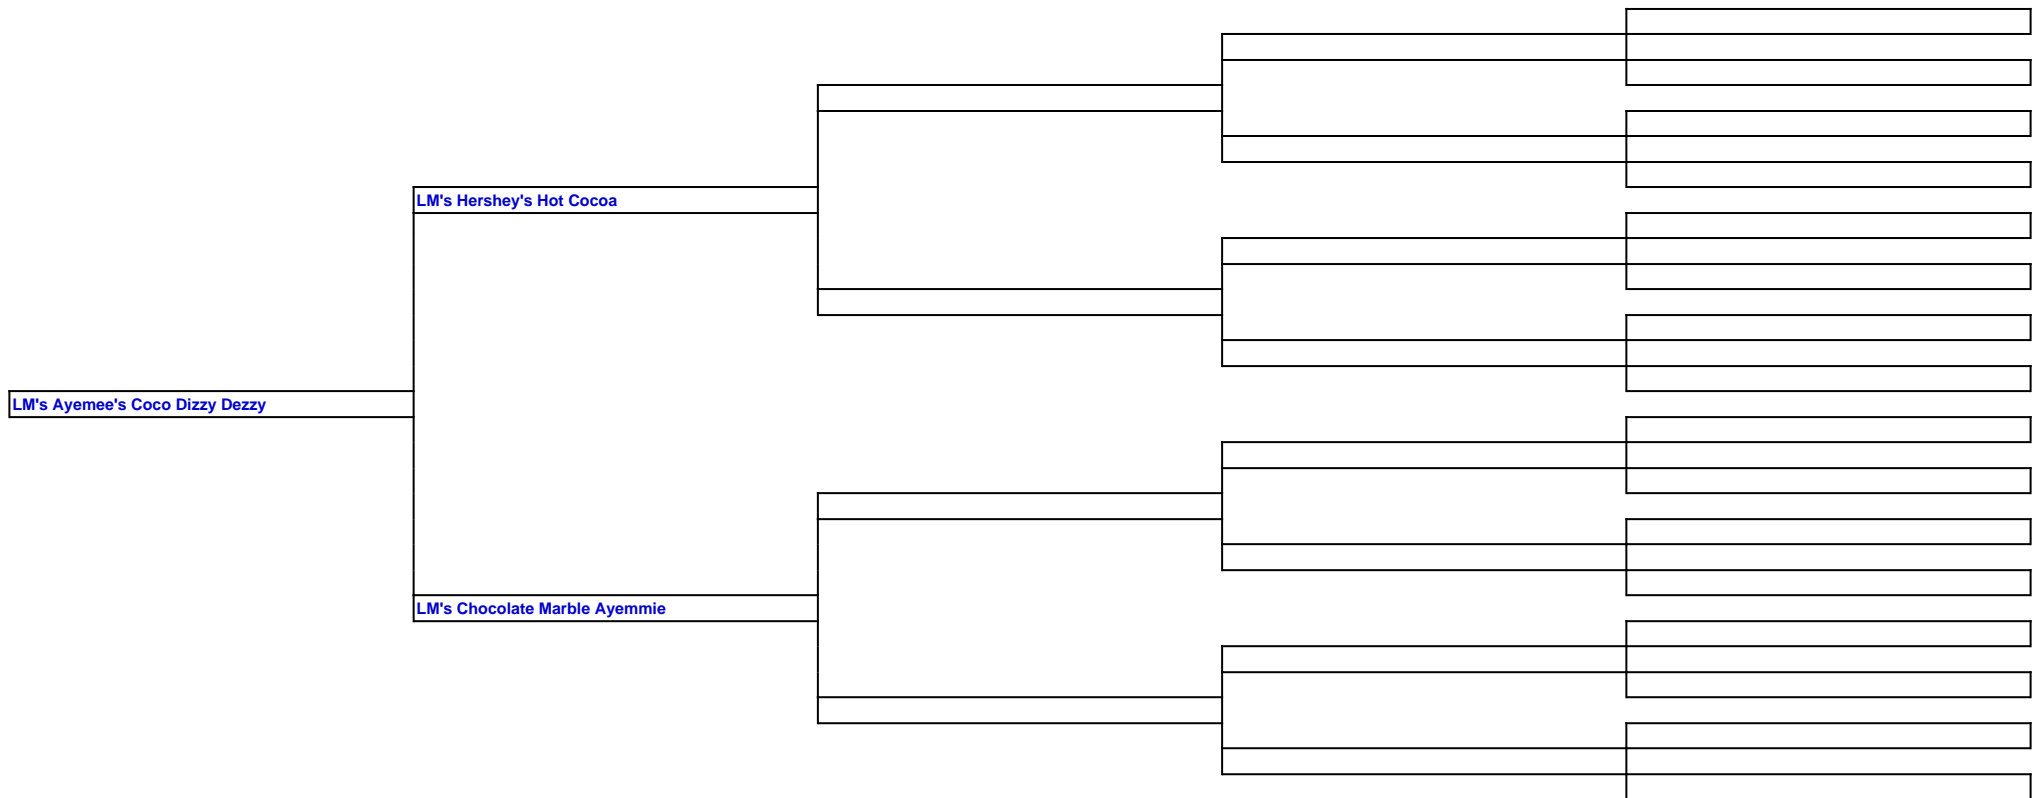 LM's Hershey's Hot Cocoa
LM's Ayemee's Coco Dizzy Dezzy
LM's Chocolate Marble Ayemmie